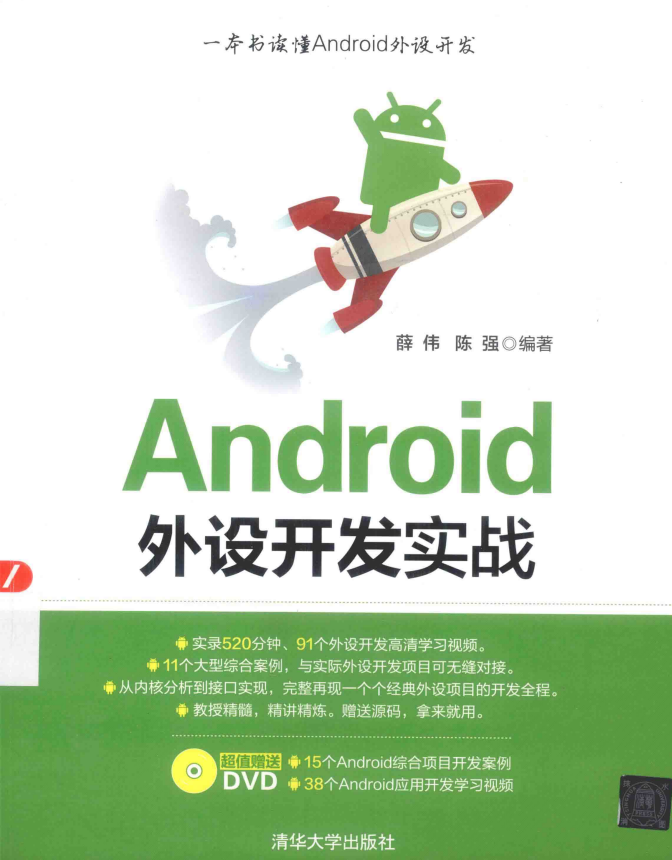 一本书读懂Android外设开发
薛 伟 陈 强◎编著
Android
外设开发实战
实录520分钟、91个外设开发高清学习视频。
11个大型综合案例，与实际外设开发项目可无缝对接。
从内核分析到接口实现，完整再现一个个经典外设项目的开发全程。
教授精髓，精讲精炼。赠送源码，拿来就用。
超值赠送
DVD
15个Android综合项目开发案例
38个Android应用开发学习视频
清华大学出版社